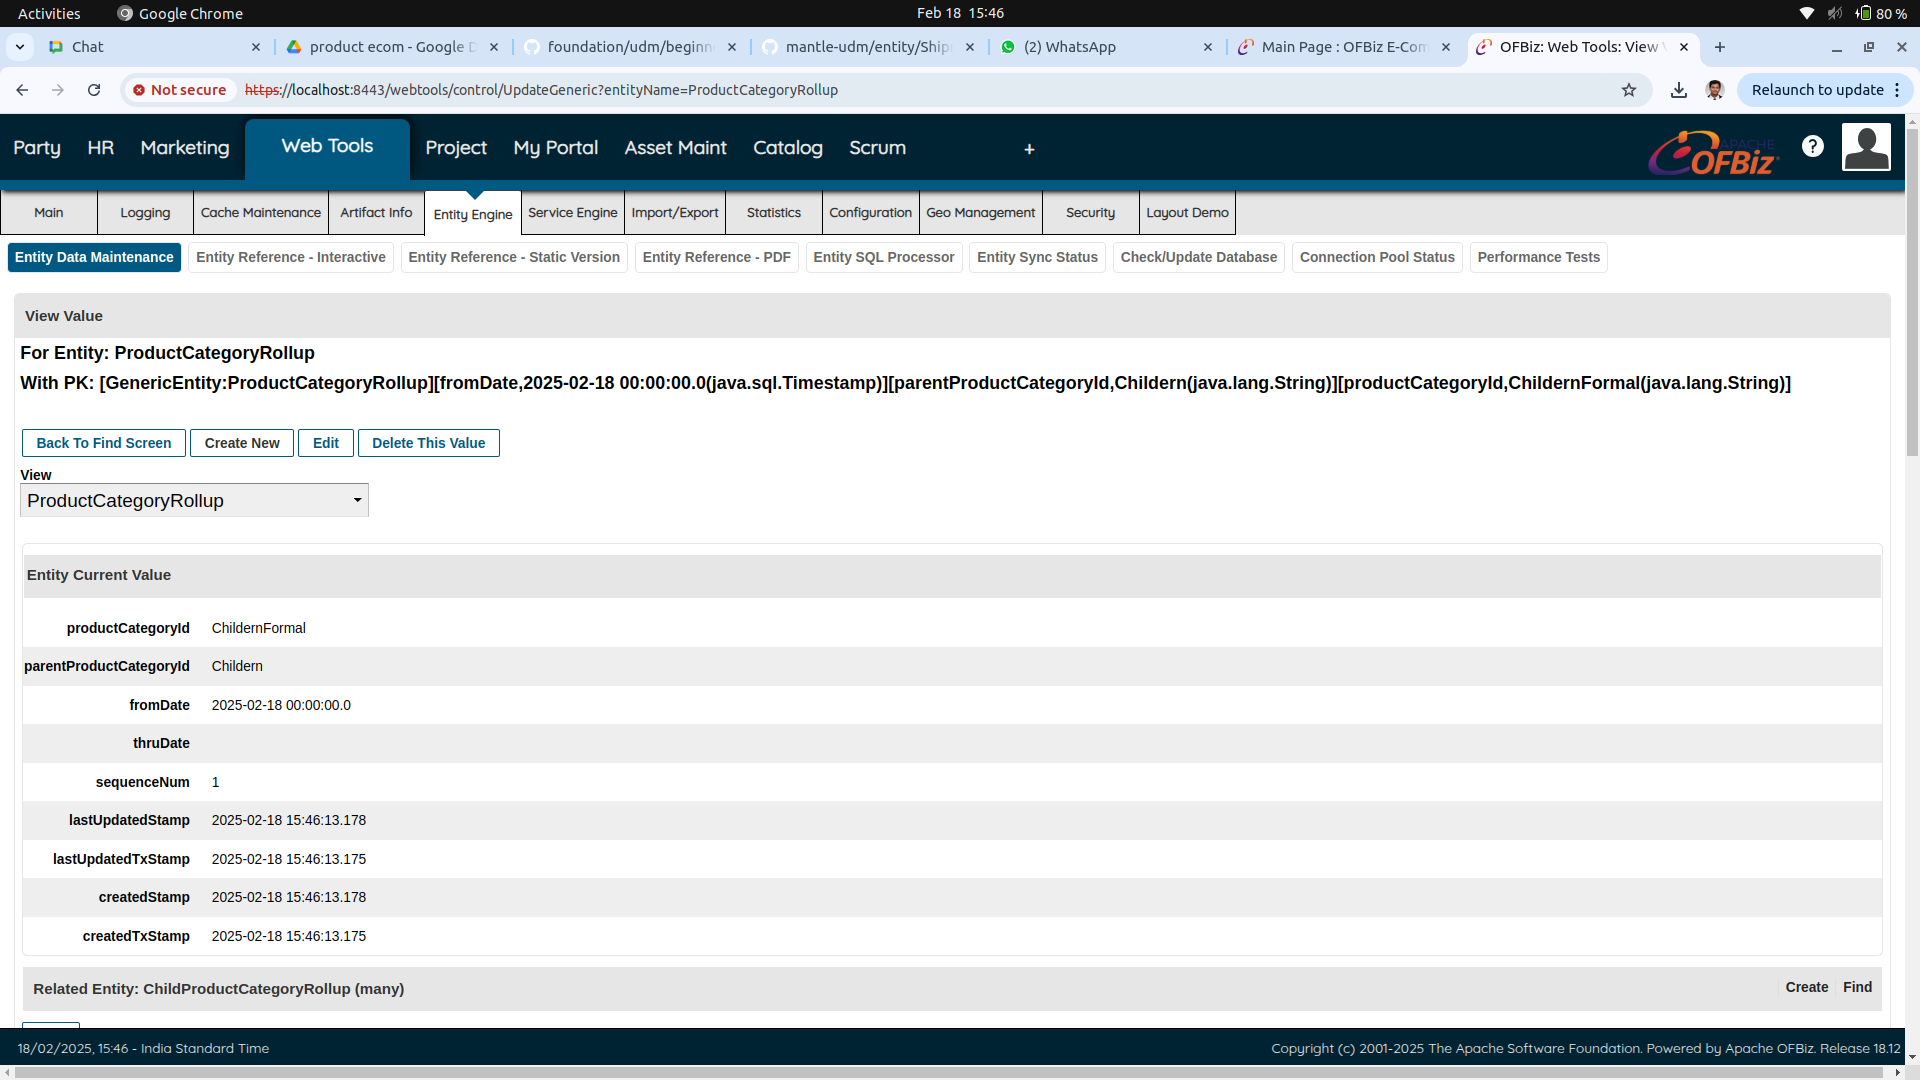 Activities Google Chrome Feb 18 15:46 80 %
Chat product ecom - Google D foundation/udm/beginn mantle-udm/entity/Ship (2) WhatsApp Main Page : OFBiz E-Com OFBiz: Web Tools: View V
Not secure https://localhost:8443/webtools/control/UpdateGeneric?entityName=ProductCategoryRollup Relaunch to update
Party HR Marketing Web Tools Project My Portal Asset Maint Catalog Scrum + APACHE OFBiz ?
Main Logging Cache Maintenance Artifact Info Entity Engine Service Engine Import/Export Statistics Configuration Geo Management Security Layout Demo
Entity Data Maintenance Entity Reference - Interactive Entity Reference - Static Version Entity Reference - PDF Entity SQL Processor Entity Sync Status Check/Update Database Connection Pool Status Performance Tests
View Value
For Entity: ProductCategoryRollup
With PK: [GenericEntity:ProductCategoryRollup][fromDate,2025-02-18 00:00:00.0(java.sql.Timestamp)][parentProductCategoryId,Childern(java.lang.String)][productCategoryId,ChildernFormal(java.lang.String)]
Back To Find Screen Create New Edit Delete This Value
View
ProductCategoryRollup
Entity Current Value
productCategoryId ChildernFormal
parentProductCategoryId Childern
fromDate 2025-02-18 00:00:00.0
thruDate
sequenceNum 1
lastUpdatedStamp 2025-02-18 15:46:13.178
lastUpdatedTxStamp 2025-02-18 15:46:13.175
createdStamp 2025-02-18 15:46:13.178
createdTxStamp 2025-02-18 15:46:13.175
Related Entity: ChildProductCategoryRollup (many) Create Find
18/02/2025, 15:46 - India Standard Time Copyright (c) 2001-2025 The Apache Software Foundation. Powered by Apache OFBiz. Release 18.12